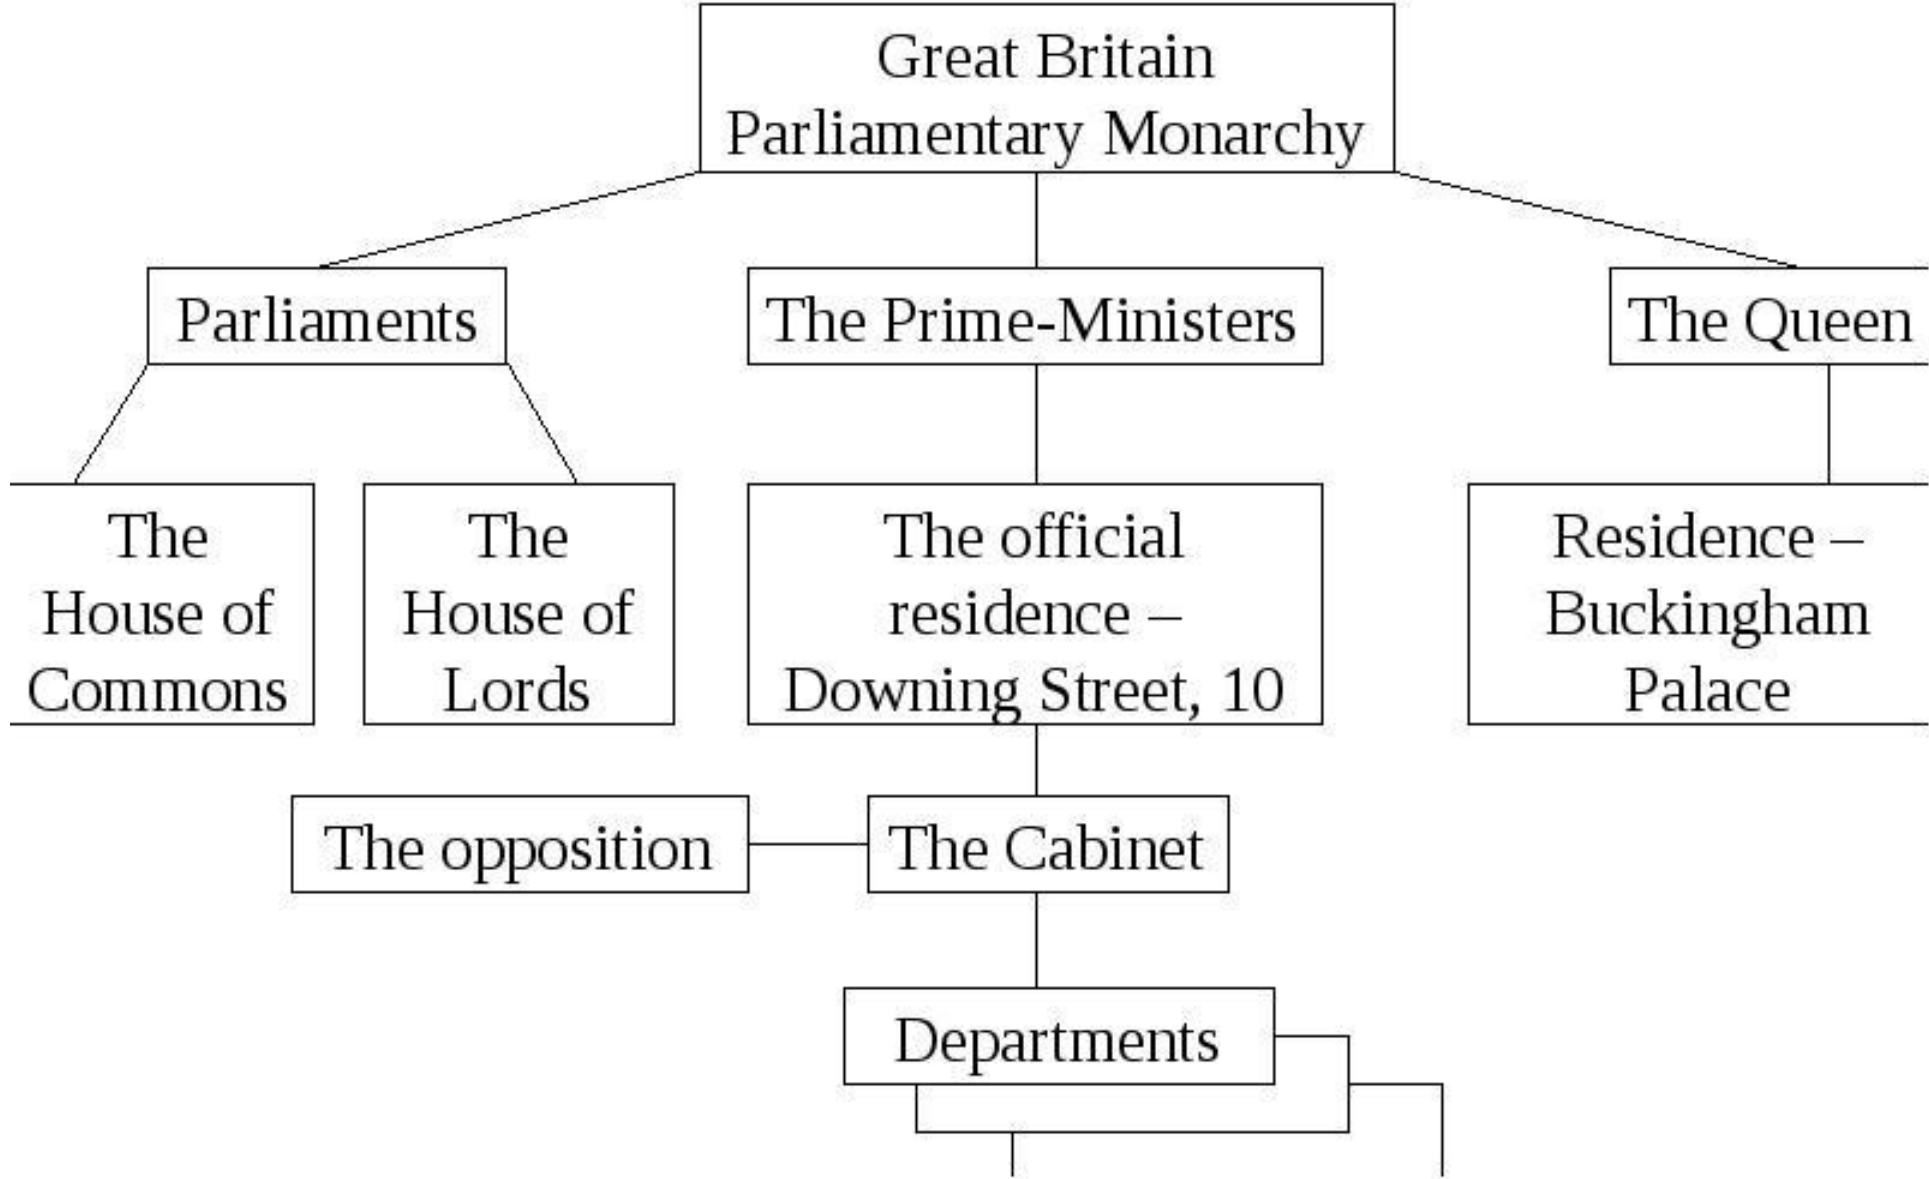 Great Britain
Parliamentary Monarchy
Parliaments
The Prime-Ministers
The Queen
The
House of
Commons
The
House of
Lords
The official
residence –
Downing Street, 10
Residence –
Buckingham
Palace
The opposition
The Cabinet
Departments